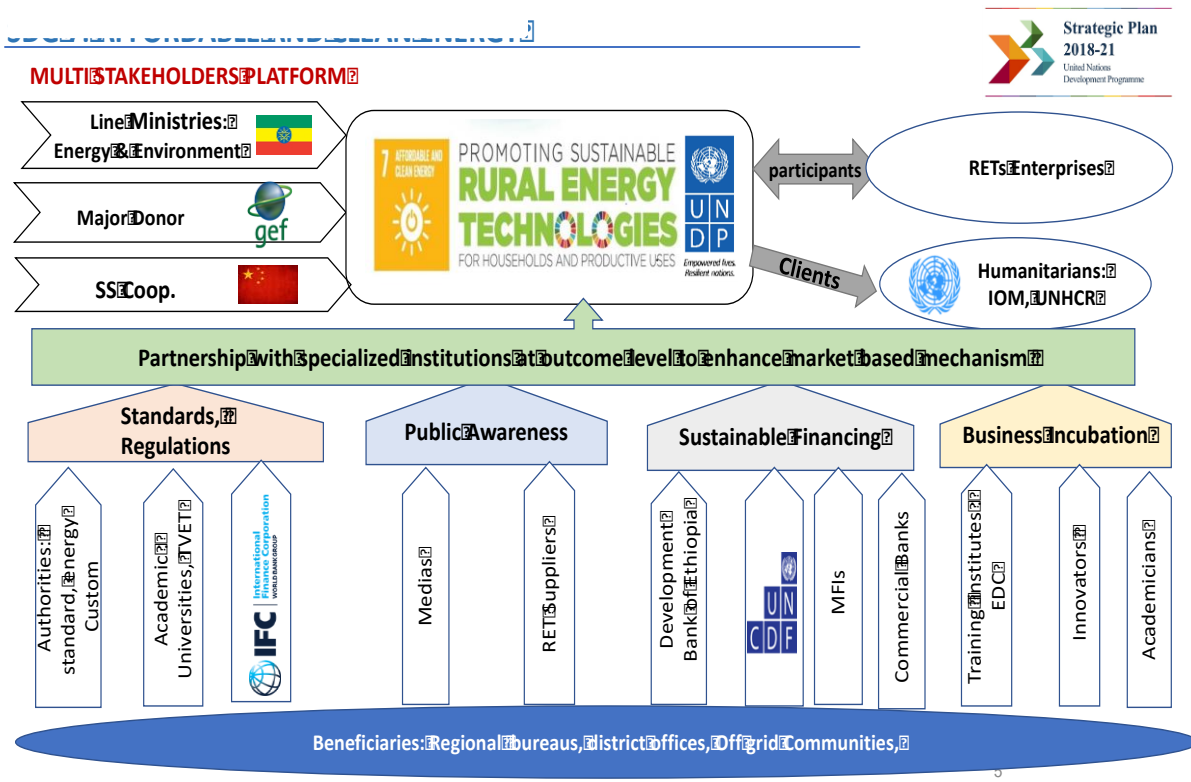 SDG 7: AFFORDABLE AND CLEAN ENERGY
Strategic Plan
2018-21
United Nations
Development Programme
MULTI STAKEHOLDERS PLATFORM
Line Ministries:
Energy & Environment
Major Donor
gef
SS Coop.
7 AFFORDABLE AND
CLEAN ENERGY
PROMOTING SUSTAINABLE
RURAL ENERGY
TECHNOLOGIES
FOR HOUSEHOLDS AND PRODUCTIVE USES
U N
D P
Empowered lives.
Resilient nations.
participants
RETs Enterprises
Clients
Humanitarians:
IOM, UNHCR
Partnership with specialized institutions at outcome level to enhance market based mechanism
Standards,
Regulations
Public Awareness
Sustainable Financing
Business Incubation
Authorities:
standard, energy
Custom
Academic
Universities, TVET
IFC
International
Finance Corporation
WORLD BANK GROUP
Medias
RET Suppliers
Development
Bank of Ethiopia
UN
CDF
MFIs
Commercial Banks
Training Institutes
EDC
Innovators
Academicians
Beneficiaries: Regional bureaus, district offices, Off grid Communities,
5